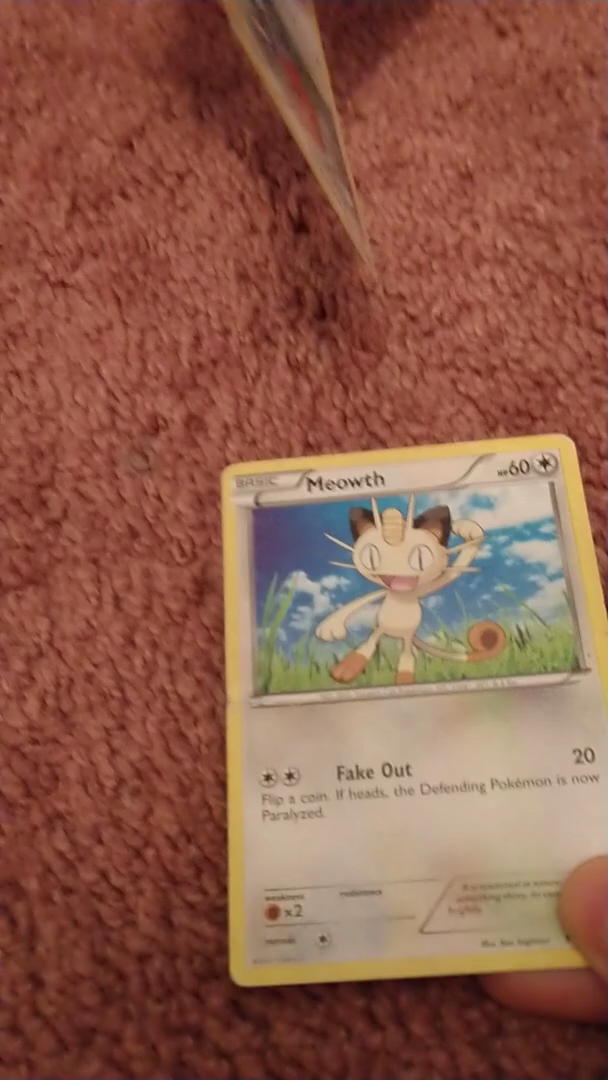 BASIC Meowth HP60
Fake Out 20
Flip a coin. If heads, the Defending Pokémon is now
Paralyzed.
weakness resistance
x2
retreat